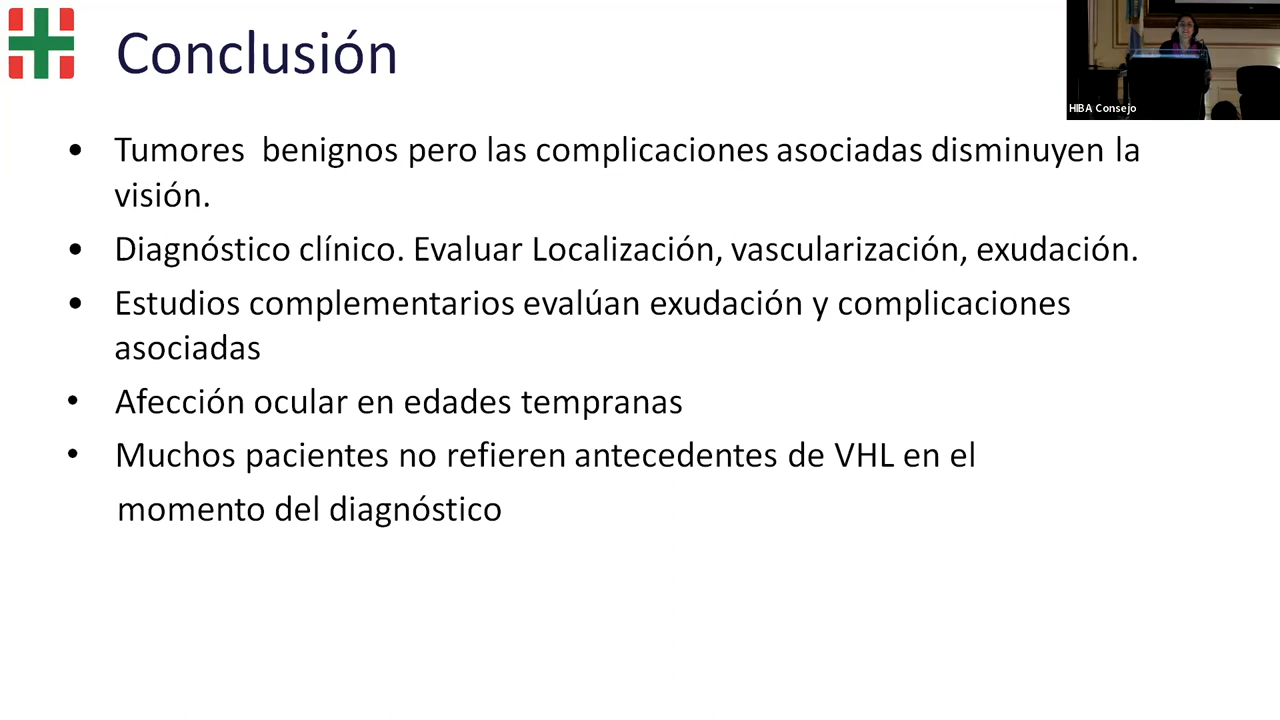 Conclusión
HIBA Consejo
• Tumores benignos pero las complicaciones asociadas disminuyen la
visión.
• Diagnóstico clínico. Evaluar Localización, vascularización, exudación.
• Estudios complementarios evalúan exudación y complicaciones
asociadas
• Afección ocular en edades tempranas
• Muchos pacientes no refieren antecedentes de VHL en el
momento del diagnóstico